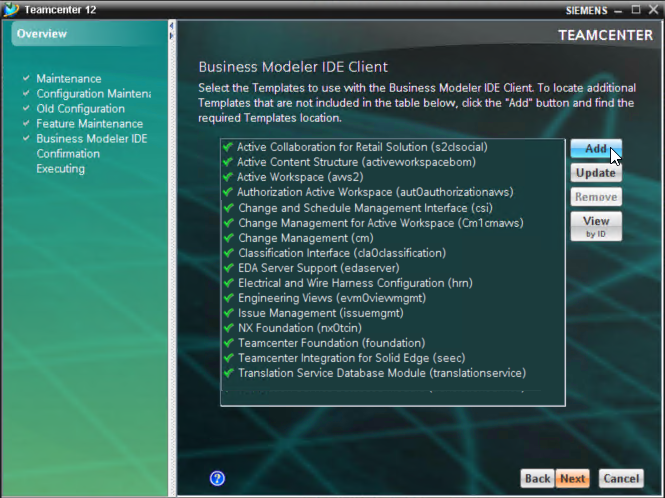 Teamcenter 12
SIEMENS
Overview
TEAMCENTER
Maintenance
Configuration Maintena
Old Configuration
Feature Maintenance
Business Modeler IDE
Confirmation
Executing
Business Modeler IDE Client
Select the Templates to use with the Business Modeler IDE Client. To locate additional
Templates that are not included in the table below, click the "Add" button and find the
required Templates location.
Active Collaboration for Retail Solution (s2clsocial)
Active Content Structure (activeworkspacebom)
Active Workspace (aws2)
Authorization Active Workspace (aut0authorizationaws)
Change and Schedule Management Interface (csi)
Change Management for Active Workspace (Cm1cmaws)
Change Management (cm)
Classification Interface (cla0classification)
EDA Server Support (edaserver)
Electrical and Wire Harness Configuration (hrn)
Engineering Views (evm0viewmgmt)
Issue Management (issuemgmt)
NX Foundation (nx0tcin)
Teamcenter Foundation (foundation)
Teamcenter Integration for Solid Edge (seec)
Translation Service Database Module (translationservice)
Add
Update
Remove
View
by ID
?
Back
Next
Cancel